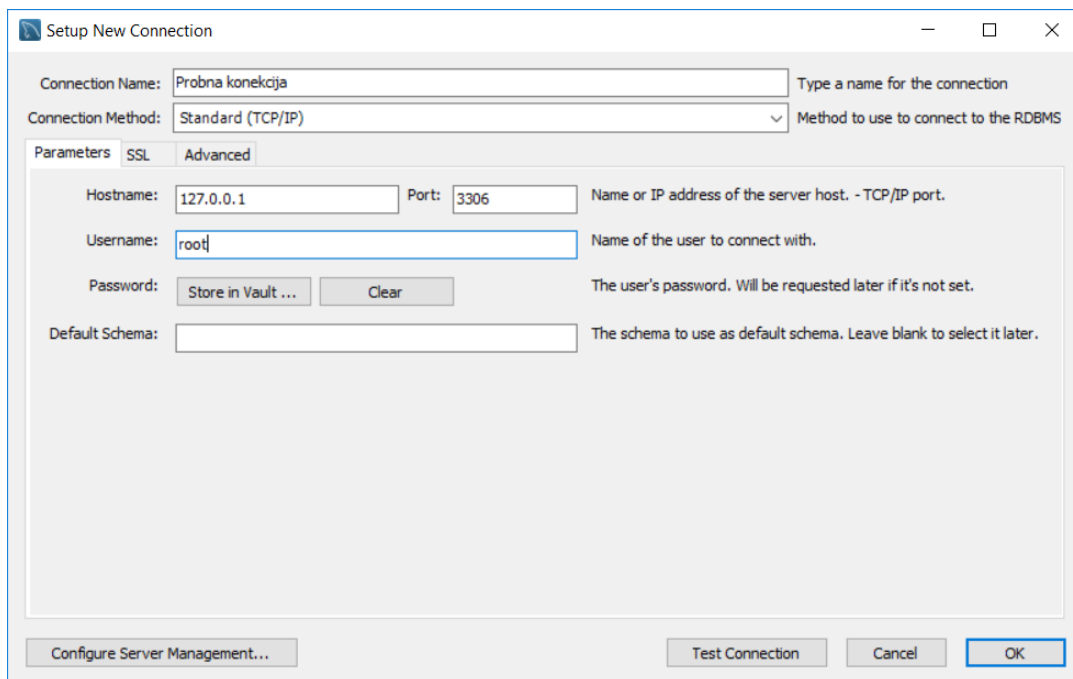 Setup New Connection
Connection Name: Probna konekcija Type a name for the connection
Connection Method: Standard (TCP/IP) Method to use to connect to the RDBMS
Parameters SSL Advanced
Hostname: 127.0.0.1 Port: 3306 Name or IP address of the server host. - TCP/IP port.
Username: root Name of the user to connect with.
Password: Store in Vault ... Clear The user's password. Will be requested later if it's not set.
Default Schema: The schema to use as default schema. Leave blank to select it later.
Configure Server Management... Test Connection Cancel OK